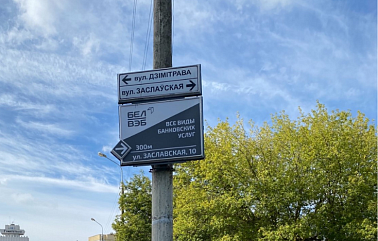 вул. ДЗІМІТРАВА
вул. ЗАСЛАЎСКАЯ
БЕЛ
ВЭБ
ВСЕ ВИДЫ
БАНКОВСКИХ
УСЛУГ
300м
ул. ЗАСЛАВСКАЯ, 10